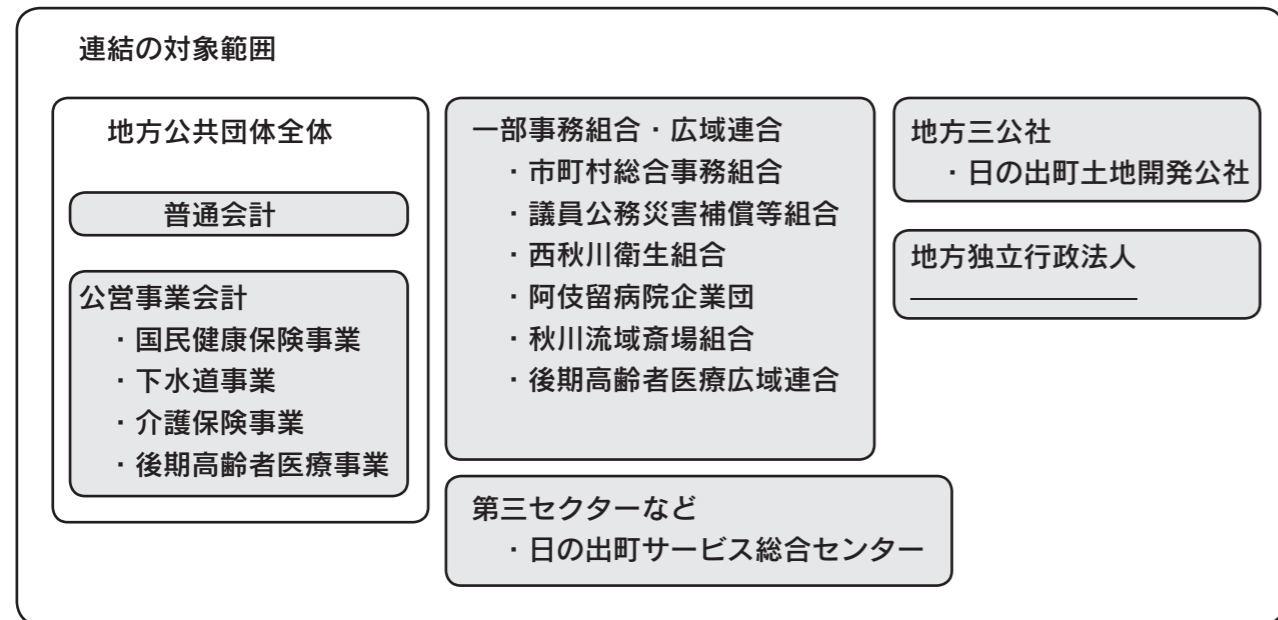 連結の対象範囲
地方公共団体全体
普通会計
公営事業会計
・国民健康保険事業
・下水道事業
・介護保険事業
・後期高齢者医療事業
一部事務組合・広域連合
・市町村総合事務組合
・議員公務災害補償等組合
・西秋川衛生組合
・阿伎留病院企業団
・秋川流域斎場組合
・後期高齢者医療広域連合
第三セクターなど
・日の出町サービス総合センター
地方三公社
・日の出町土地開発公社
地方独立行政法人